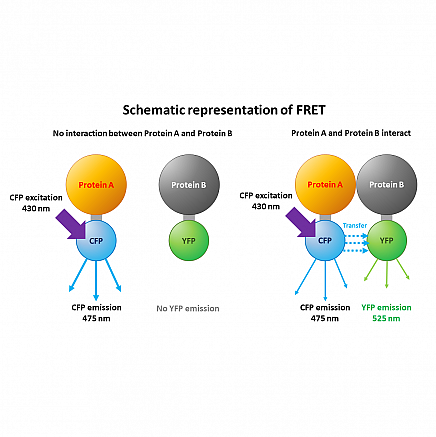 Schematic representation of FRET
No interaction between Protein A and Protein B
Protein A and Protein B interact
Protein A
Protein B
CFP excitation
430 nm
CFP
YFP
CFP emission
475 nm
No YFP emission
Protein A
Protein B
CFP excitation
430 nm
Transfer
CFP
YFP
CFP emission
475 nm
YFP emission
525 nm